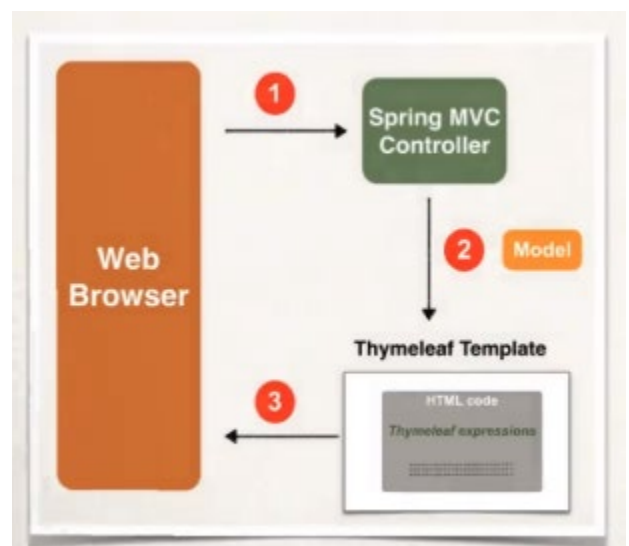 1
Spring MVC
Controller
Web
Browser
2
Model
Thymeleaf Template
3
HTML code
Thymeleaf expressions